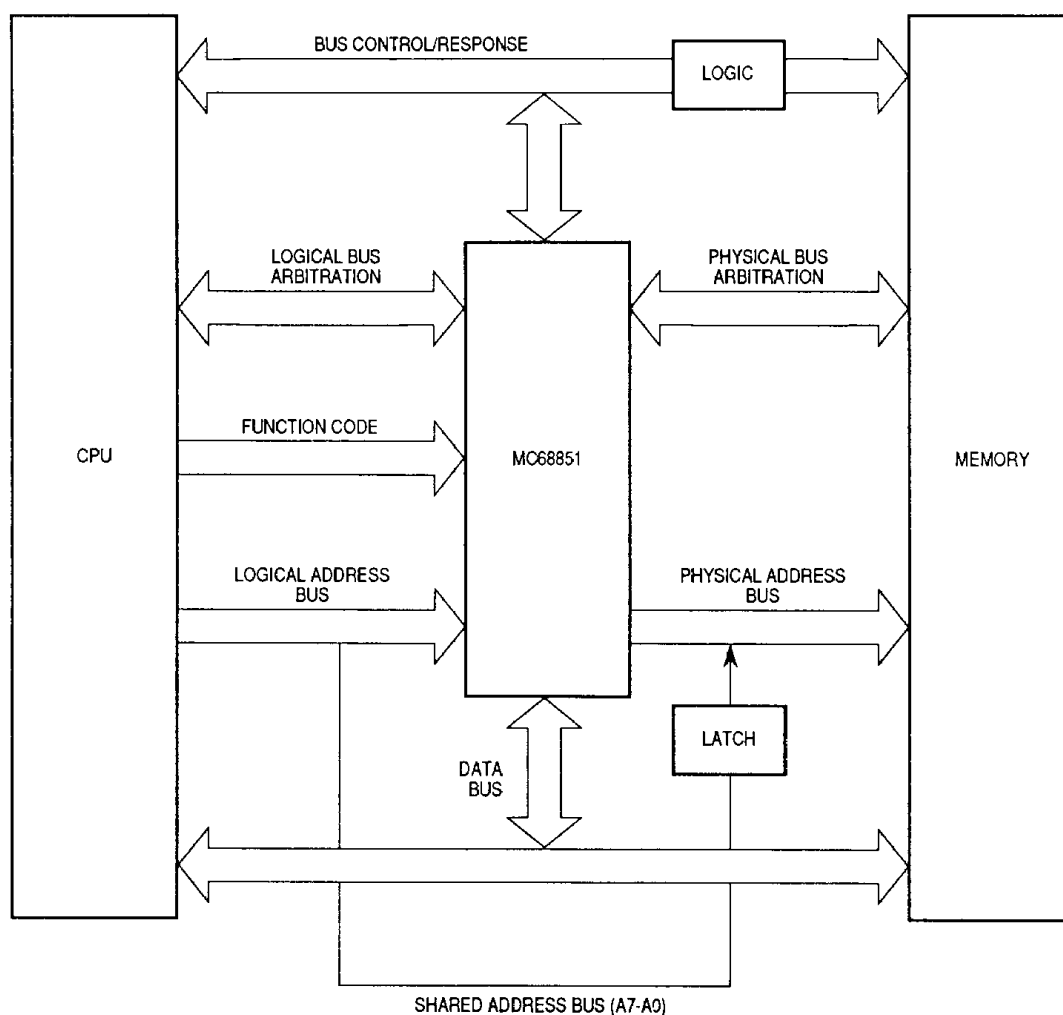 BUS CONTROL/RESPONSE
LOGIC
LOGICAL BUS
ARBITRATION
PHYSICAL BUS
ARBITRATION
FUNCTION CODE
CPU
MC68851
MEMORY
LOGICAL ADDRESS
BUS
PHYSICAL ADDRESS
BUS
LATCH
DATA
BUS
SHARED ADDRESS BUS (A7-A0)